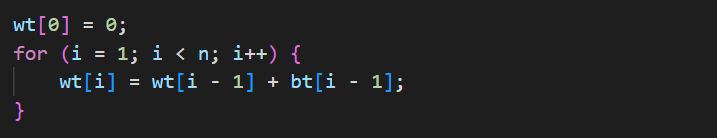 wt[0] = 0;
for (i = 1; i < n; i++) {
    wt[i] = wt[i - 1] + bt[i - 1];
}